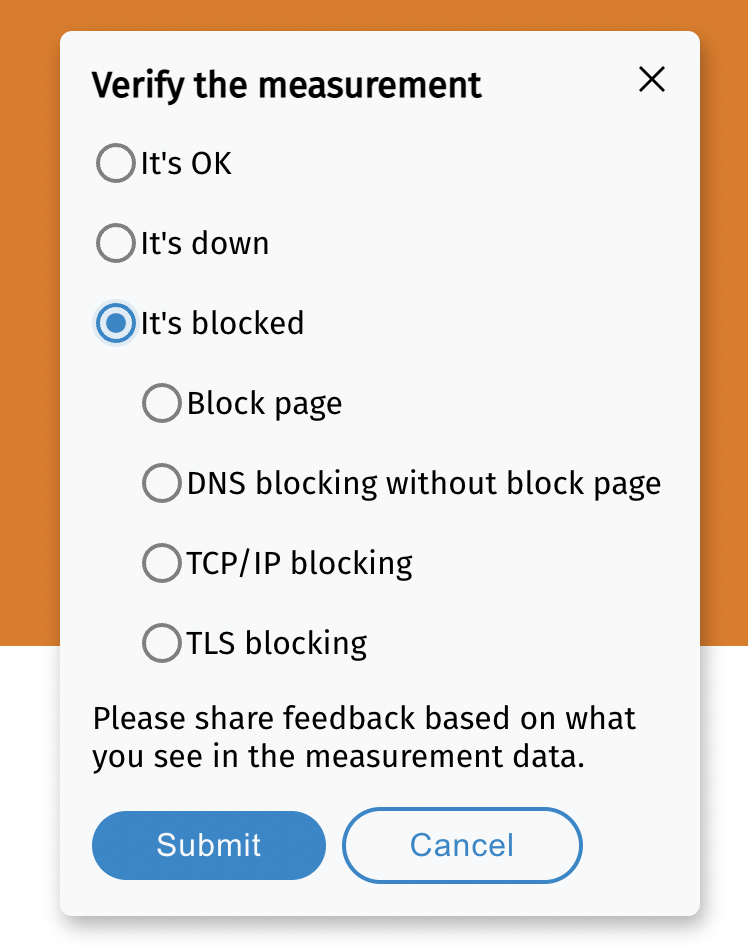 Verify the measurement
It's OK
It's down
It's blocked
Block page
DNS blocking without block page
TCP/IP blocking
TLS blocking
Please share feedback based on what
you see in the measurement data.
Submit
Cancel